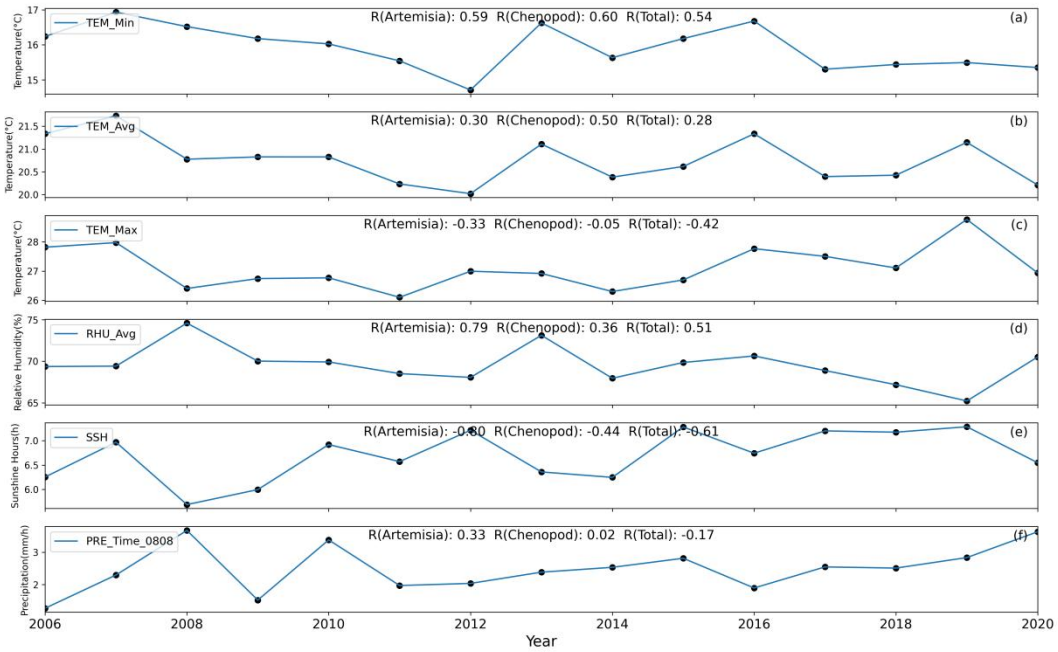 TEM_Min
R(Artemisia): 0.59 R(Chenopod): 0.60 R(Total): 0.54
(a)
Temperature(°C)
17
16
15
TEM_Avg
R(Artemisia): 0.30 R(Chenopod): 0.50 R(Total): 0.28
(b)
Temperature(°C)
21.5
21.0
20.5
20.0
TEM_Max
R(Artemisia): -0.33 R(Chenopod): -0.05 R(Total): -0.42
(c)
Temperature(°C)
28
27
26
RHU_Avg
R(Artemisia): 0.79 R(Chenopod): 0.36 R(Total): 0.51
(d)
Relative Humidity(%)
75
70
65
SSH
R(Artemisia): -0.80 R(Chenopod): -0.44 R(Total): -0.61
(e)
Sunshine Hours(h)
7.0
6.5
6.0
PRE_Time_0808
R(Artemisia): 0.33 R(Chenopod): 0.02 R(Total): -0.17
(f)
Precipitation(mm/h)
3
2
2006 2008 2010 2012 2014 2016 2018 2020
Year